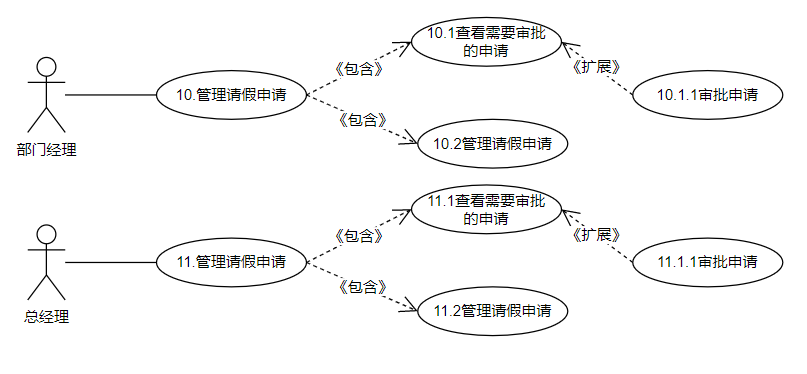 10.1查看需要审批
的申请
《包含》
《扩展》
10.管理请假申请
10.1.1审批申请
《包含》
10.2管理请假申请
部门经理
11.1查看需要审批
的申请
《包含》
《扩展》
11.管理请假申请
11.1.1审批申请
《包含》
11.2管理请假申请
总经理